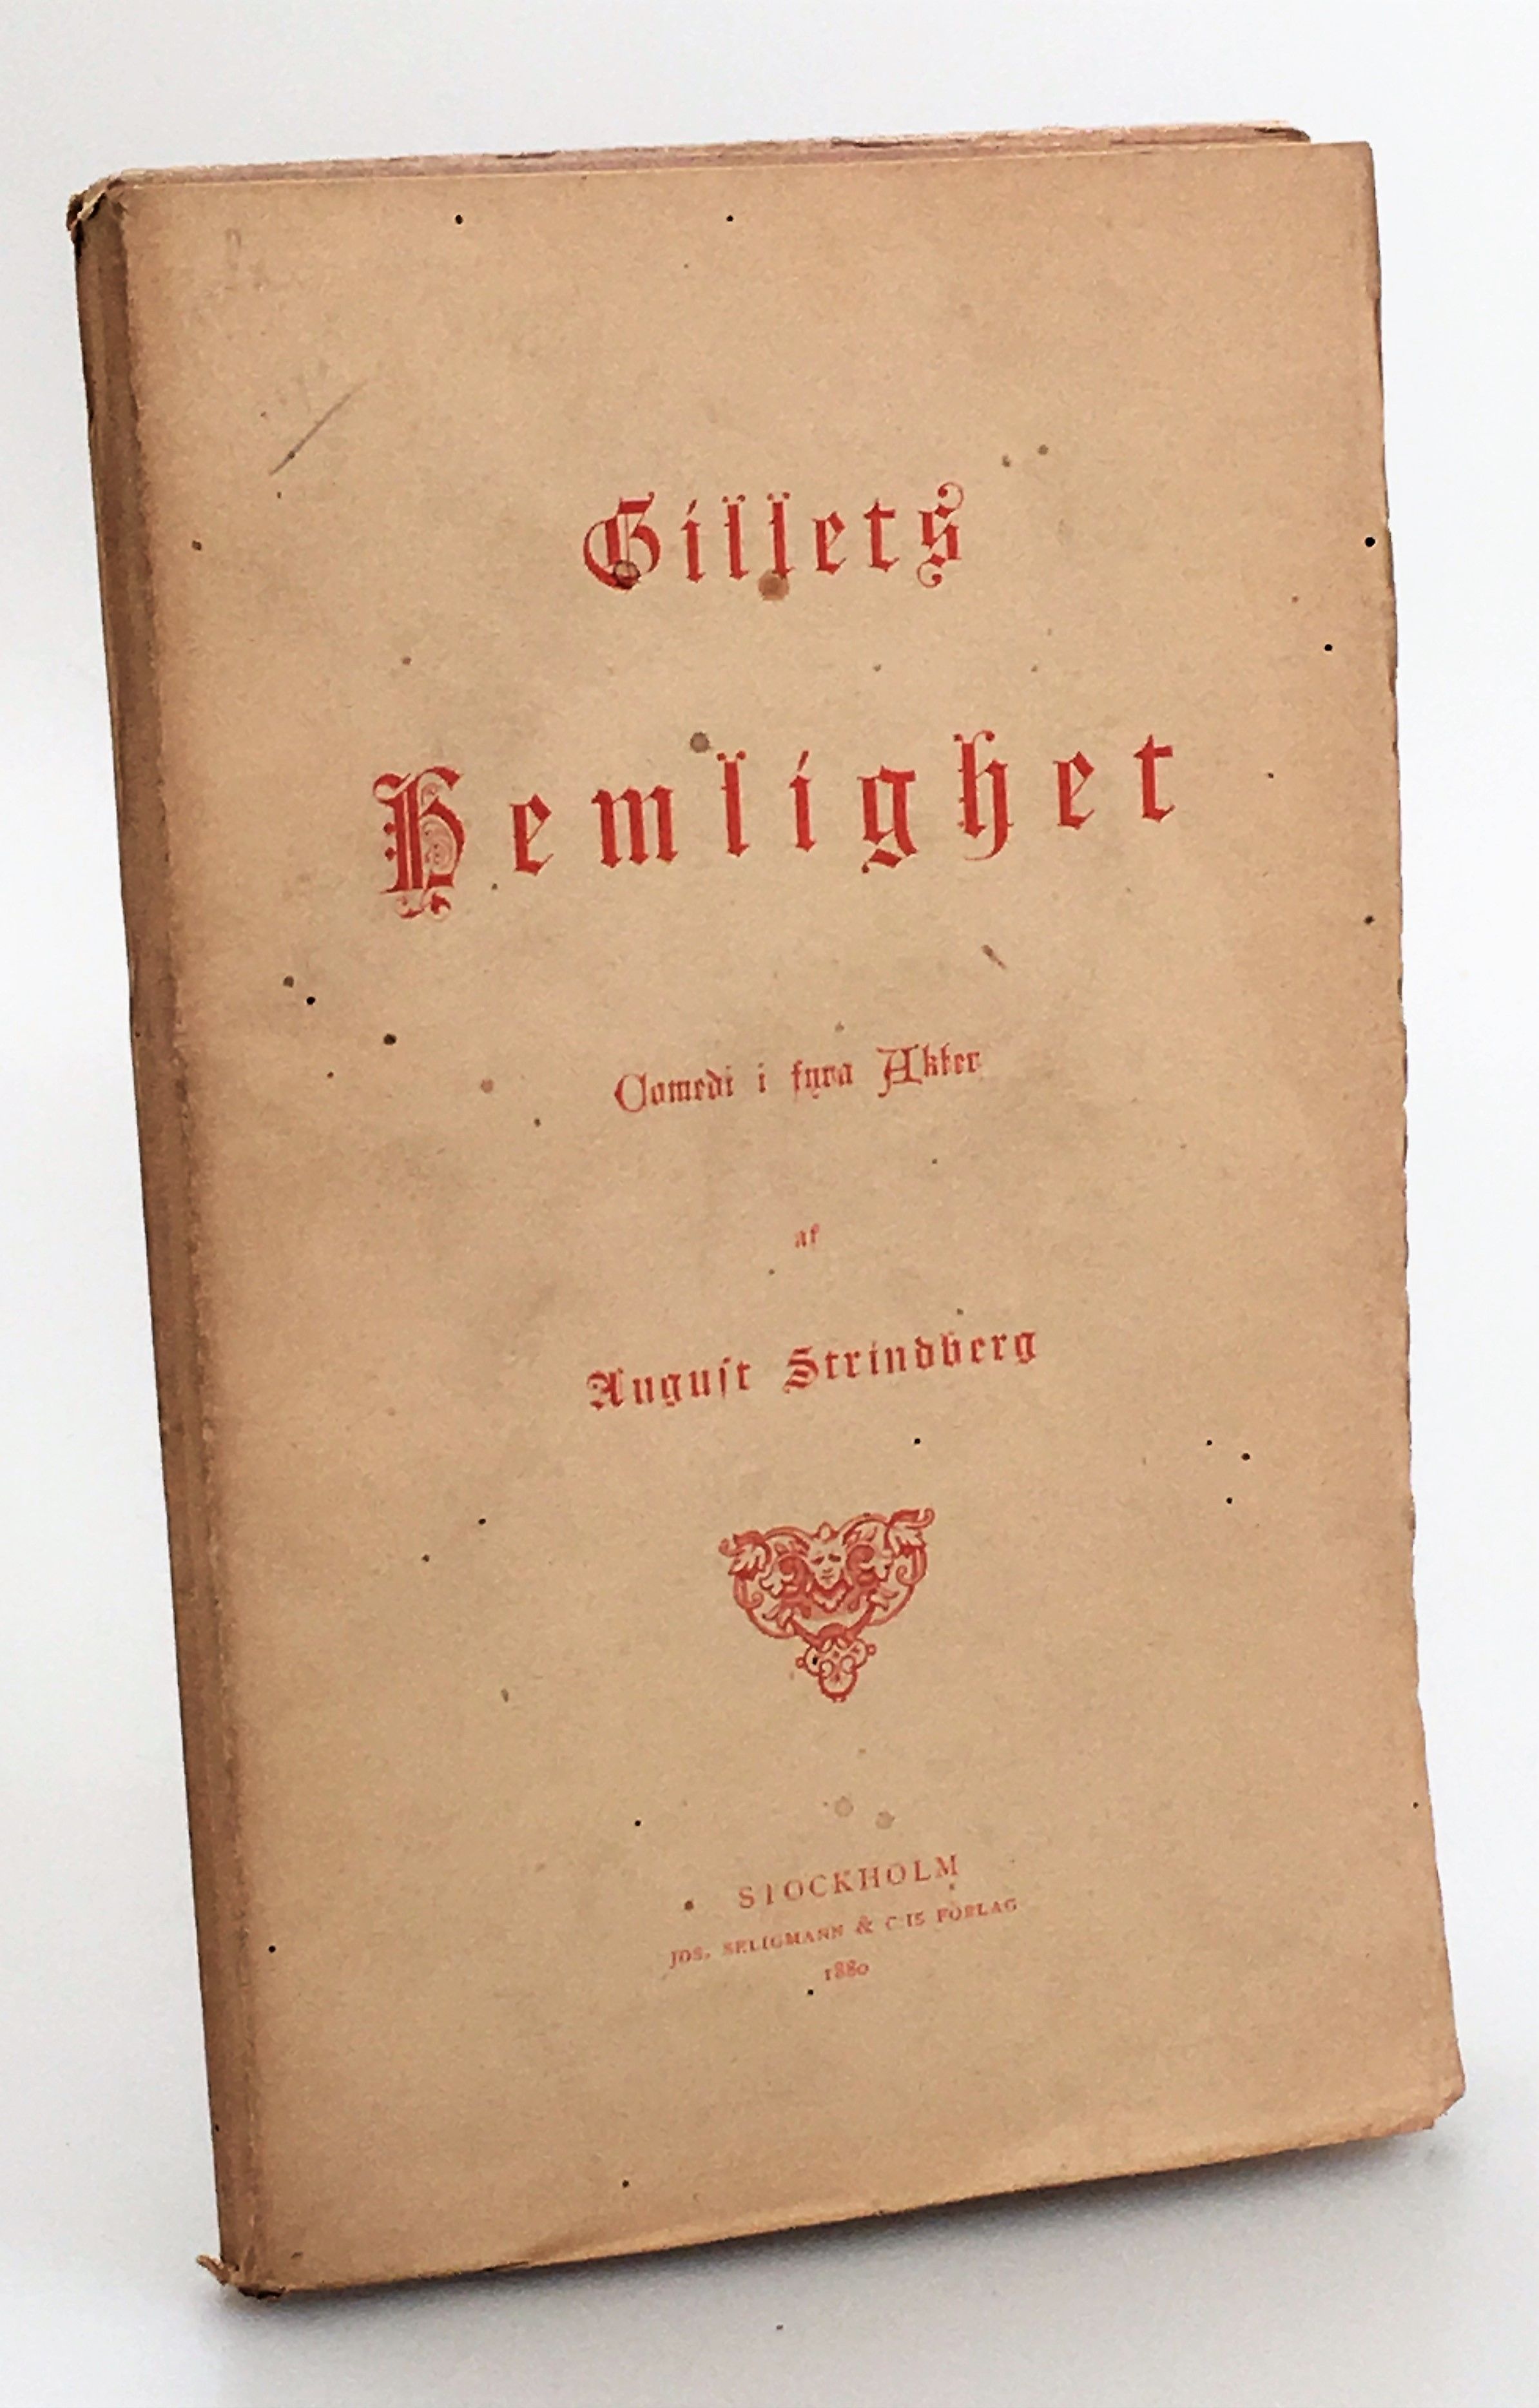 Gillets
Hemlighet
Comedi i fyra Akter
af
August Strindberg
STOCKHOLM
JOS. SELIGMANN & C:IS FÖRLAG
1880